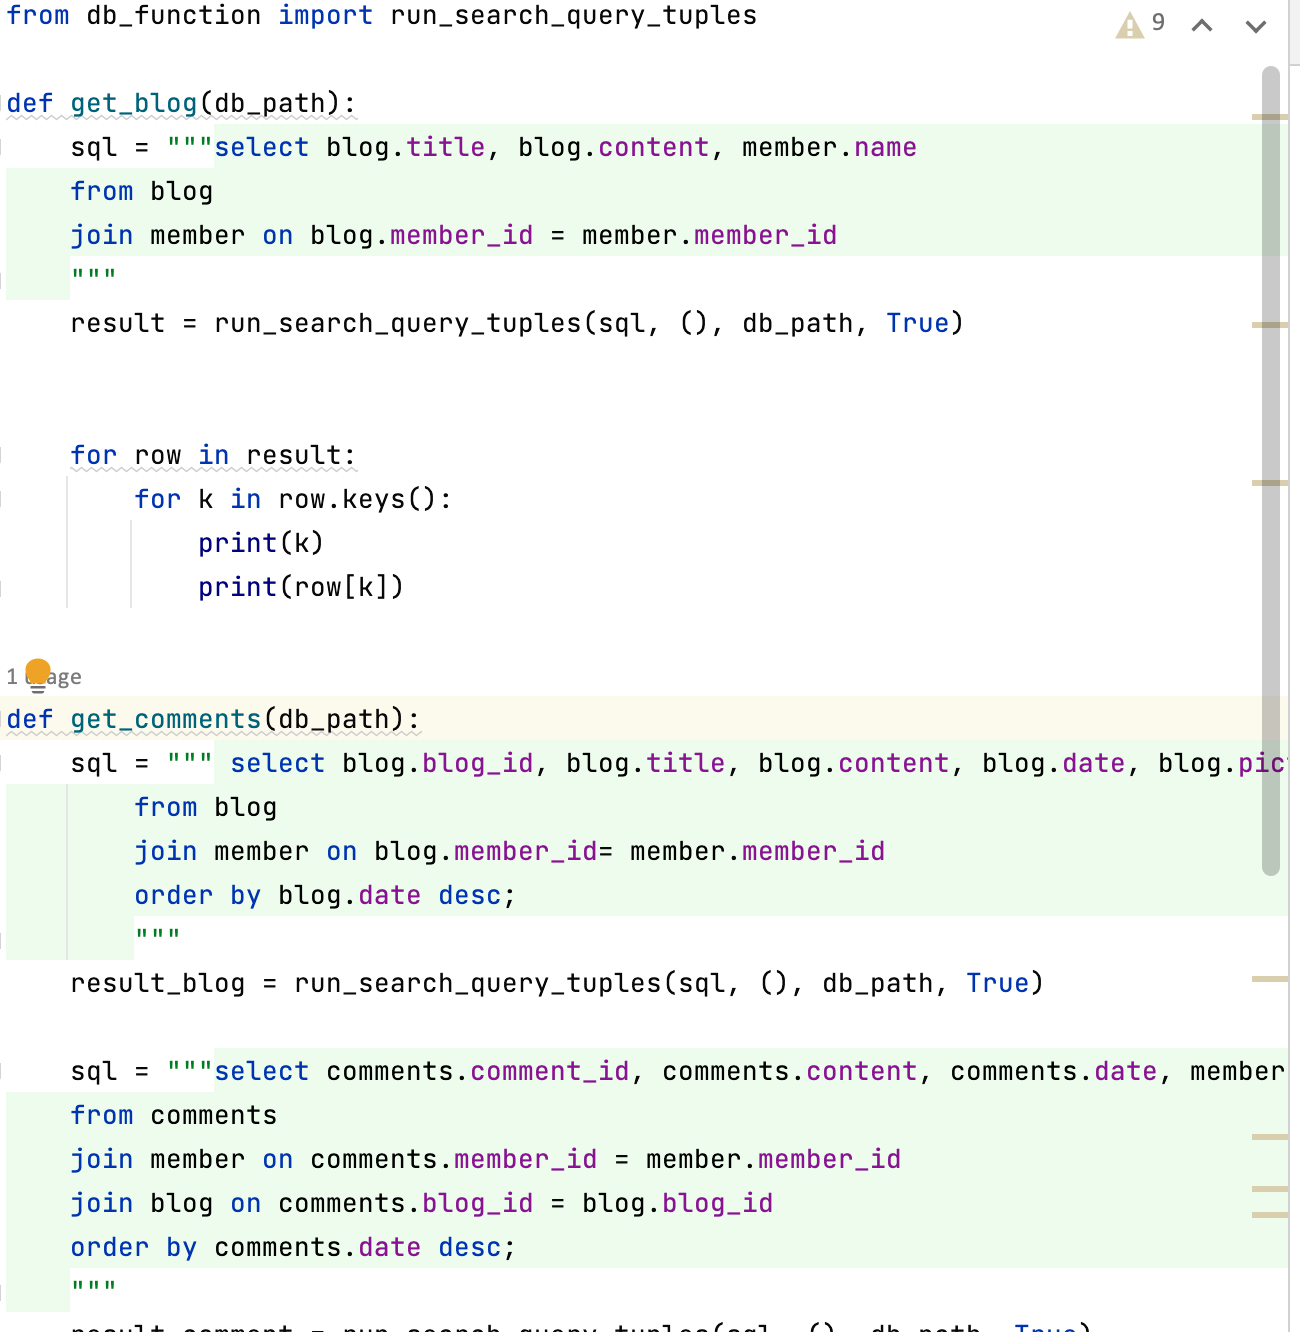 from db_function import run_search_query_tuples
9
def get_blog(db_path):
    sql = """select blog.title, blog.content, member.name
    from blog
    join member on blog.member_id = member.member_id
    """
    result = run_search_query_tuples(sql, (), db_path, True)
    for row in result:
        for k in row.keys():
            print(k)
            print(row[k])
1 usage
def get_comments(db_path):
    sql = """ select blog.blog_id, blog.title, blog.content, blog.date, blog.pic
        from blog
        join member on blog.member_id= member.member_id
        order by blog.date desc;
        """
    result_blog = run_search_query_tuples(sql, (), db_path, True)
    sql = """select comments.comment_id, comments.content, comments.date, member
    from comments
    join member on comments.member_id = member.member_id
    join blog on comments.blog_id = blog.blog_id
    order by comments.date desc;
    """
    result_comment = run_search_query_tuples(sql, (), db_path, True)